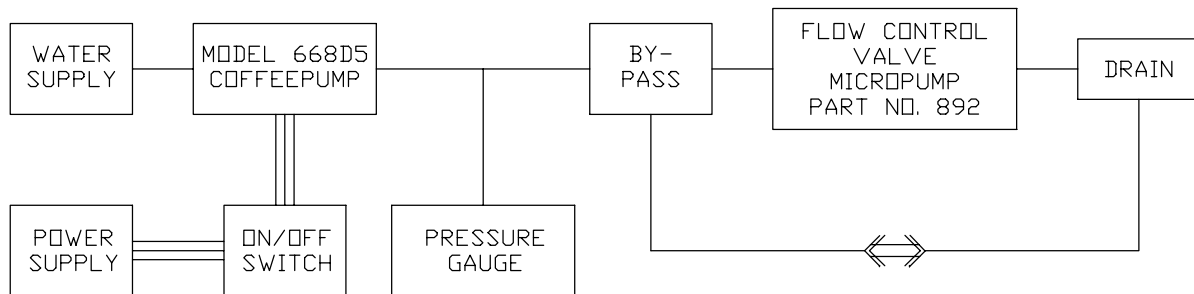 WATER
SUPPLY
MODEL 668D5
COFFEEPUMP
BY-
PASS
FLOW CONTROL
VALVE
MICROPUMP
PART NO. 892
DRAIN
POWER
SUPPLY
ON/OFF
SWITCH
PRESSURE
GAUGE